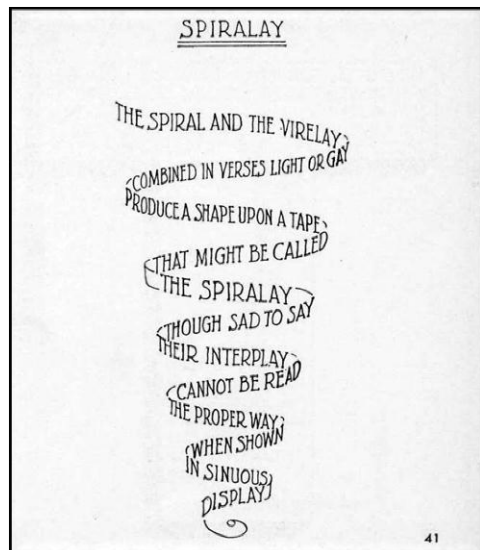 SPIRALAY
THE SPIRAL AND THE VIRELAY
COMBINED IN VERSES LIGHT OR GAY
PRODUCE A SHAPE UPON A TAPE
THAT MIGHT BE CALLED
THE SPIRALAY
THOUGH SAD TO SAY
THEIR INTERPLAY
CANNOT BE READ
THE PROPER WAY
WHEN SHOWN
IN SINUOUS
DISPLAY
41